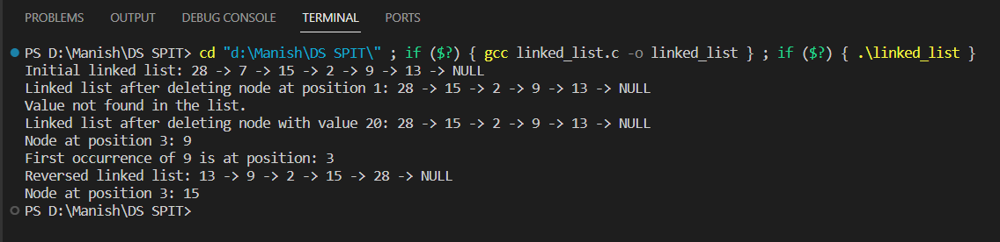 PROBLEMS OUTPUT DEBUG CONSOLE TERMINAL PORTS
PS D:\Manish\DS SPIT> cd "d:\Manish\DS SPIT\" ; if ($?) { gcc linked_list.c -o linked_list } ; if ($?) { .\linked_list }
Initial linked list: 28 -> 7 -> 15 -> 2 -> 9 -> 13 -> NULL
Linked list after deleting node at position 1: 28 -> 15 -> 2 -> 9 -> 13 -> NULL
Value not found in the list.
Linked list after deleting node with value 20: 28 -> 15 -> 2 -> 9 -> 13 -> NULL
Node at position 3: 9
First occurrence of 9 is at position: 3
Reversed linked list: 13 -> 9 -> 2 -> 15 -> 28 -> NULL
Node at position 3: 15
PS D:\Manish\DS SPIT>